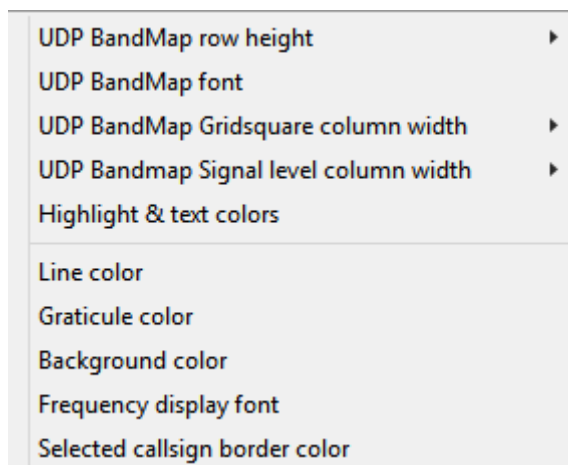 UDP BandMap row height
UDP BandMap font
UDP BandMap Gridsquare column width
UDP Bandmap Signal level column width
Highlight & text colors
Line color
Graticule color
Background color
Frequency display font
Selected callsign border color